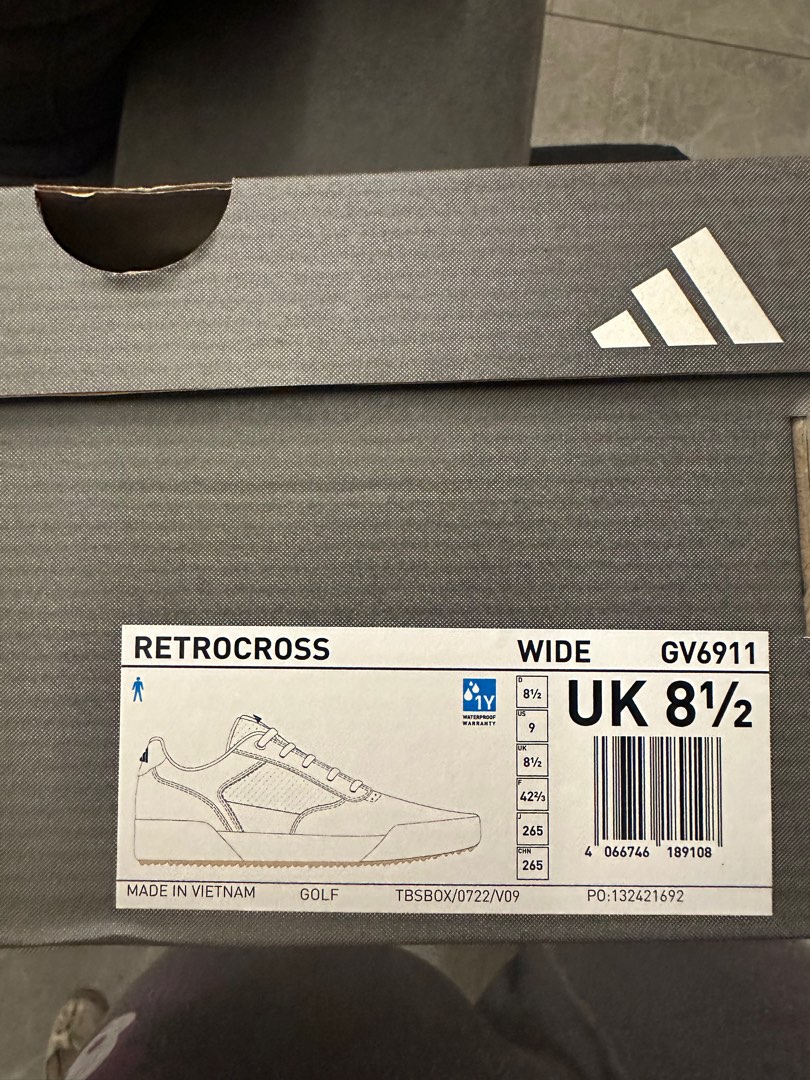 RETROCROSS WIDE GV6911
1Y
WATERPROOF
WARRANTY
D
8½
US
9
UK
8½
F
42⅔
J
265
CHN
265
UK 8½
4 066746 189108
MADE IN VIETNAM GOLF TBSBOX/0722/V09 PO:132421692